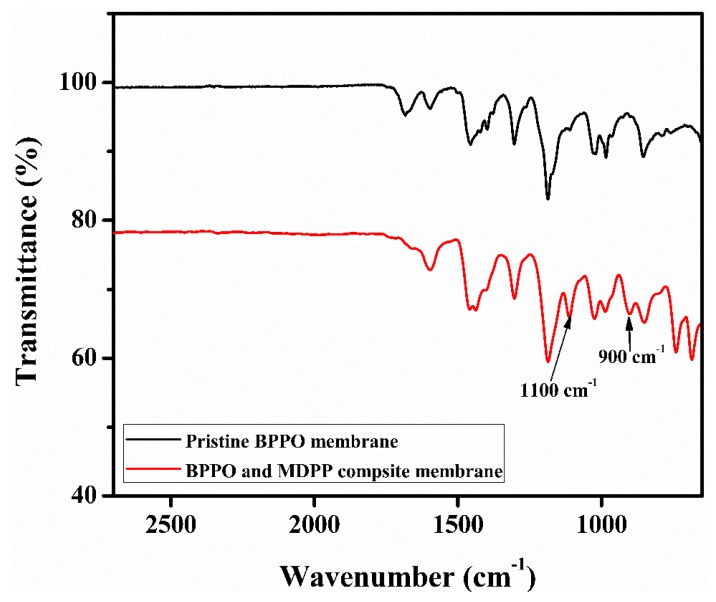 Transmittance (%)
100
80
60
40
1100 cm-1
900 cm-1
Pristine BPPO membrane
BPPO and MDPP compsite membrane
2500
2000
1500
1000
Wavenumber (cm-1)